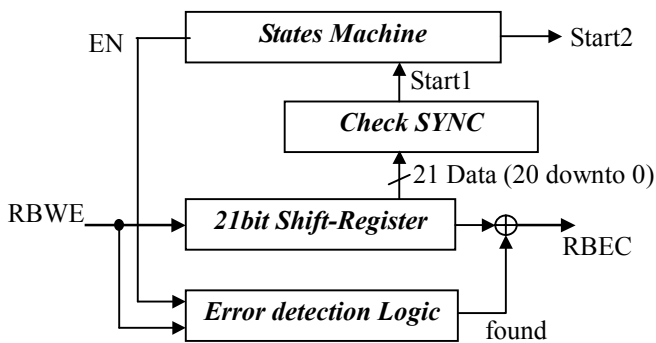 EN
States Machine
Start2
Start1
Check SYNC
21 Data (20 downto 0)
RBWE
21bit Shift-Register
RBEC
Error detection Logic
found